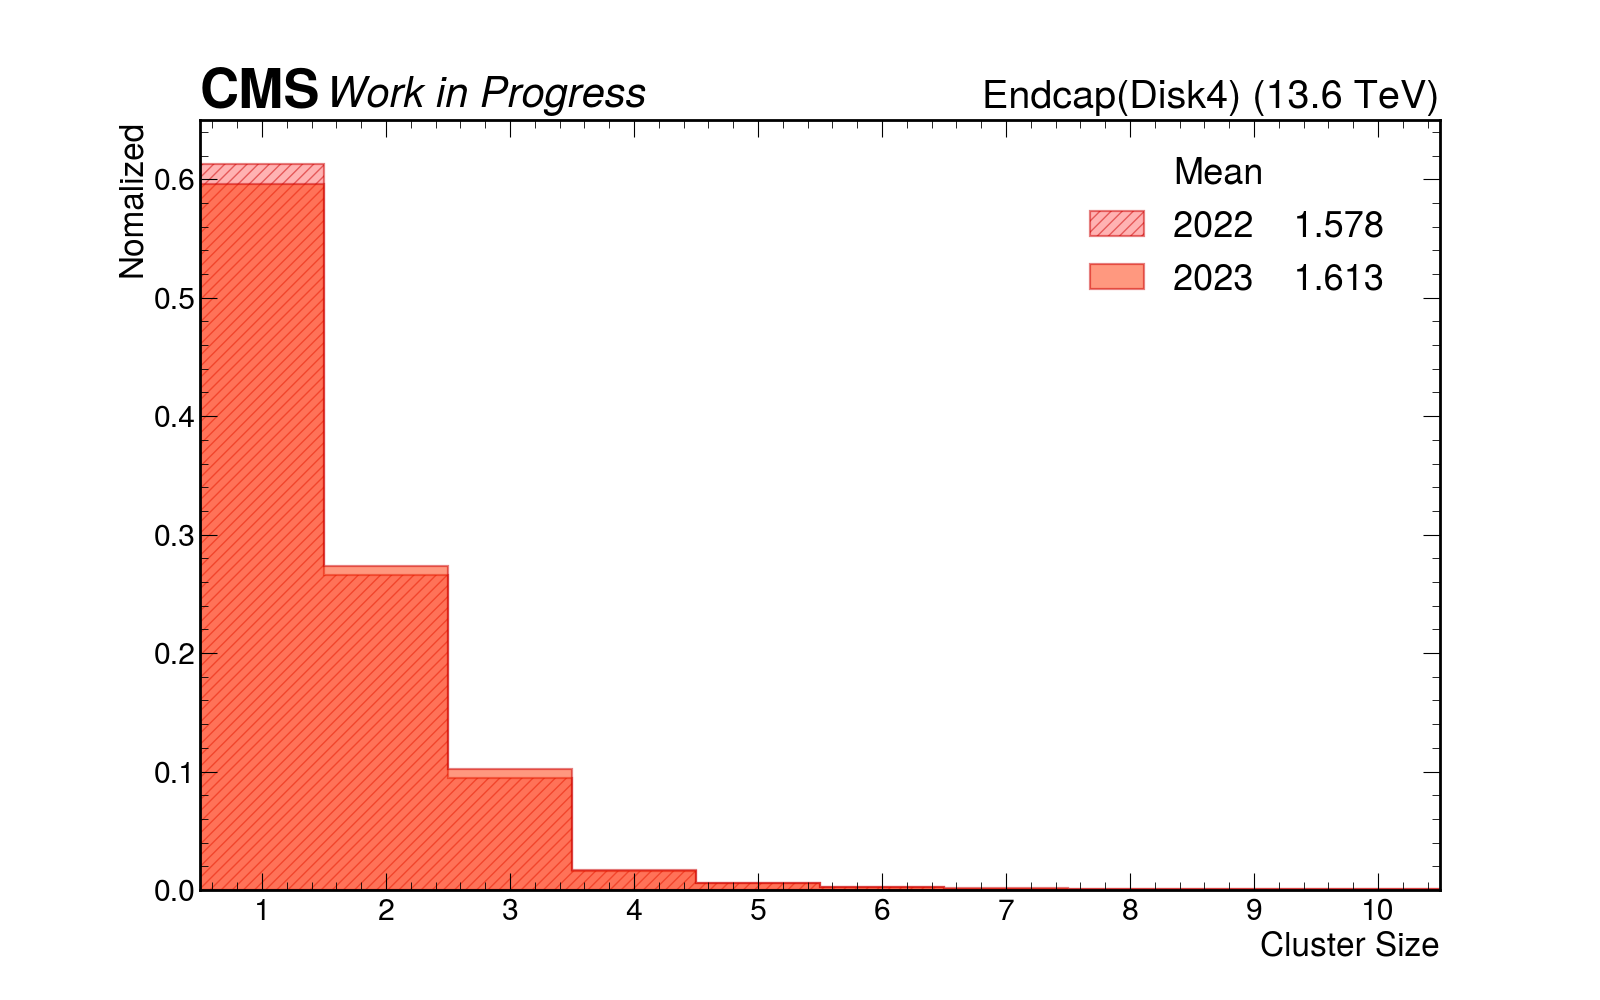 CMS Work in Progress
Endcap(Disk4) (13.6 TeV)
Nomalized
Mean
2022 1.578
2023 1.613
0.6
0.5
0.4
0.3
0.2
0.1
0.0
1 2 3 4 5 6 7 8 9 10
Cluster Size